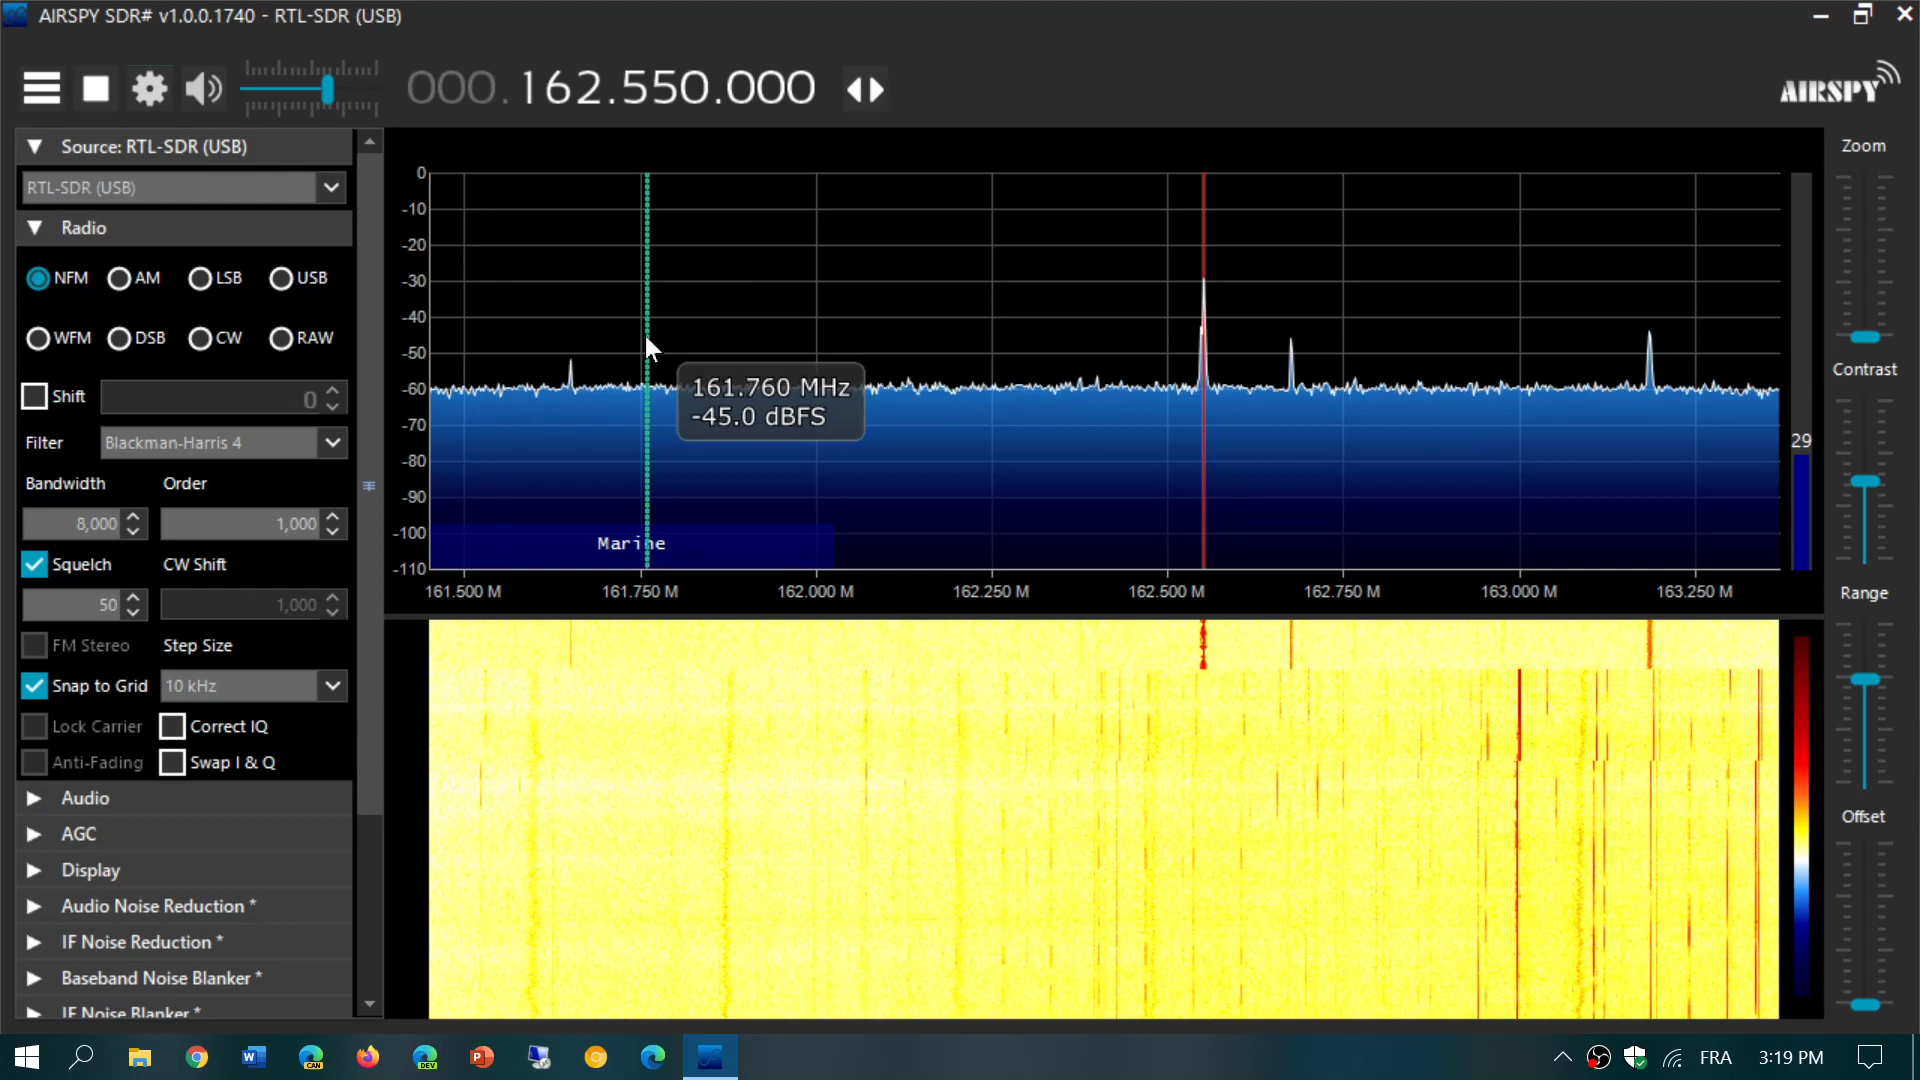 AIRSPY SDR# v1.0.0.1740 - RTL-SDR (USB)
000.162.550.000
AIRSPY
Source: RTL-SDR (USB)
RTL-SDR (USB)
Radio
NFM AM LSB USB
WFM DSB CW RAW
Shift 0
Filter Blackman-Harris 4
Bandwidth Order
8,000 1,000
Squelch CW Shift
50 1,000
FM Stereo Step Size
Snap to Grid 10 kHz
Lock Carrier Correct IQ
Anti-Fading Swap I & Q
Audio
AGC
Display
Audio Noise Reduction *
IF Noise Reduction *
Baseband Noise Blanker *
IF Noise Blanker *
0
-10
-20
-30
-40
-50
-60
-70
-80
-90
-100
-110
161.760 MHz
-45.0 dBFS
Marine
161.500 M 161.750 M 162.000 M 162.250 M 162.500 M 162.750 M 163.000 M 163.250 M
29
Zoom
Contrast
Range
Offset
W CAN DEV P FRA 3:19 PM